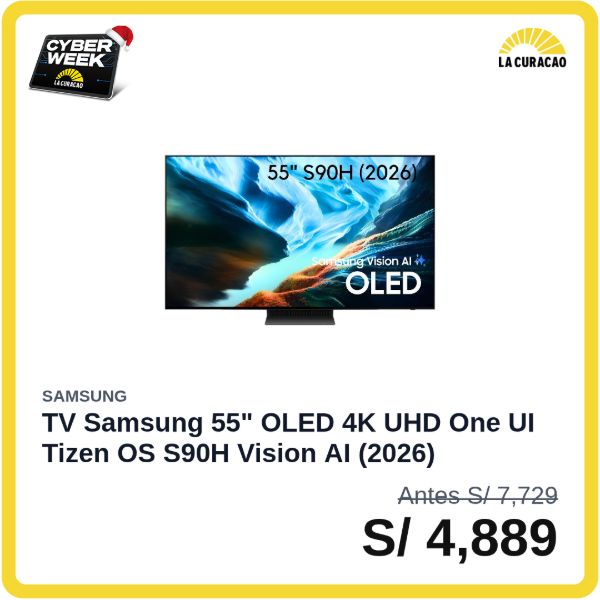 CYBER
WEEK
LA CURACAO
LA CURACAO
55" S90H (2026)
Samsung Vision AI
OLED
SAMSUNG
TV Samsung 55" OLED 4K UHD One UI
Tizen OS S90H Vision AI (2026)
Antes S/ 7,729
S/ 4,889